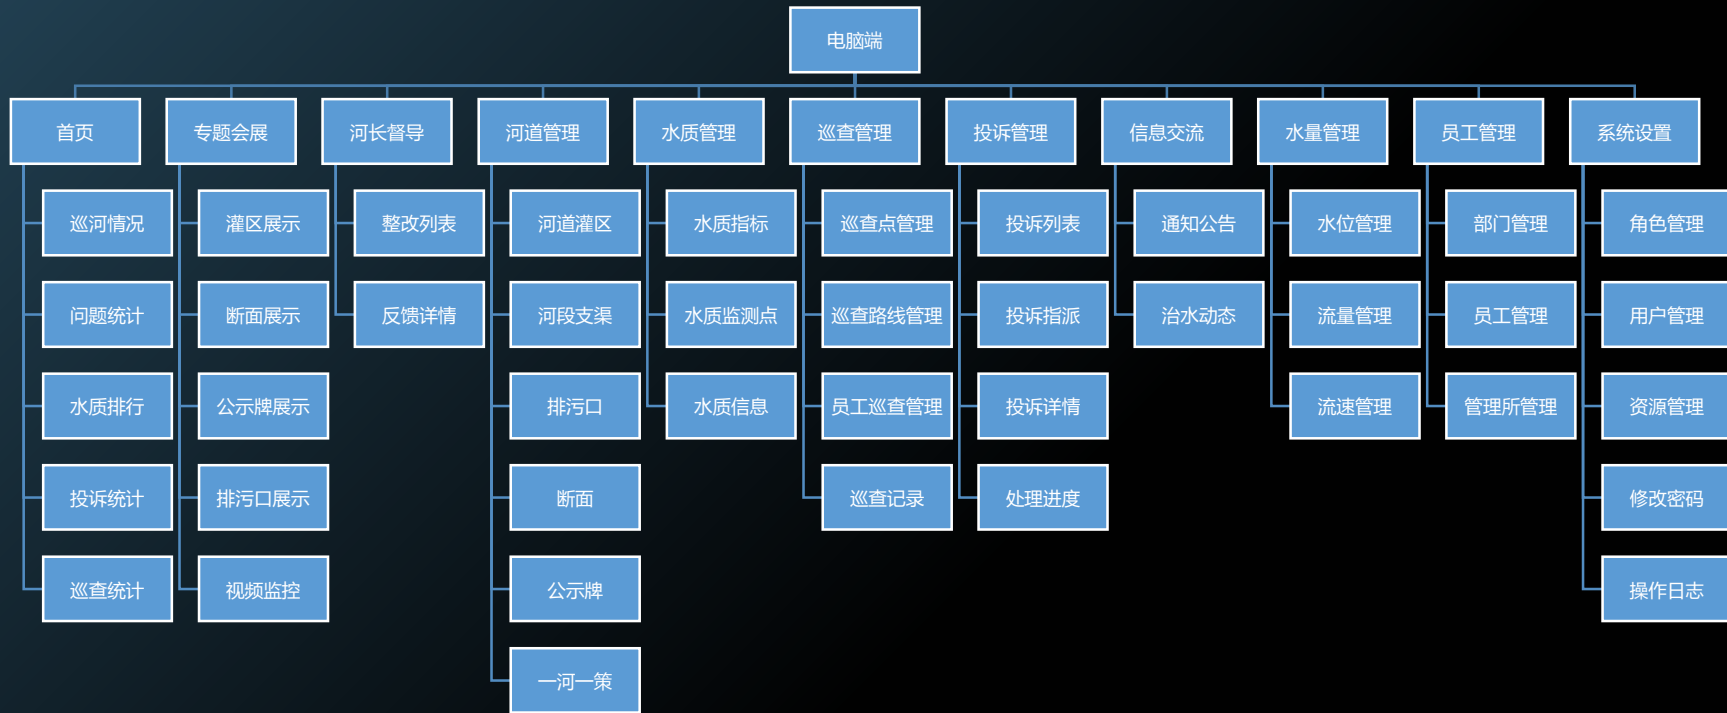 电脑端
首页
专题会展
河长督导
河道管理
水质管理
巡查管理
投诉管理
信息交流
水量管理
员工管理
系统设置
巡河情况
灌区展示
整改列表
河道灌区
水质指标
巡查点管理
投诉列表
通知公告
水位管理
部门管理
角色管理
问题统计
断面展示
反馈详情
河段支渠
水质监测点
巡查路线管理
投诉指派
治水动态
流量管理
员工管理
用户管理
水质排行
公示牌展示
排污口
水质信息
员工巡查管理
投诉详情
流速管理
管理所管理
资源管理
投诉统计
排污口展示
断面
巡查记录
处理进度
修改密码
巡查统计
视频监控
公示牌
操作日志
一河一策